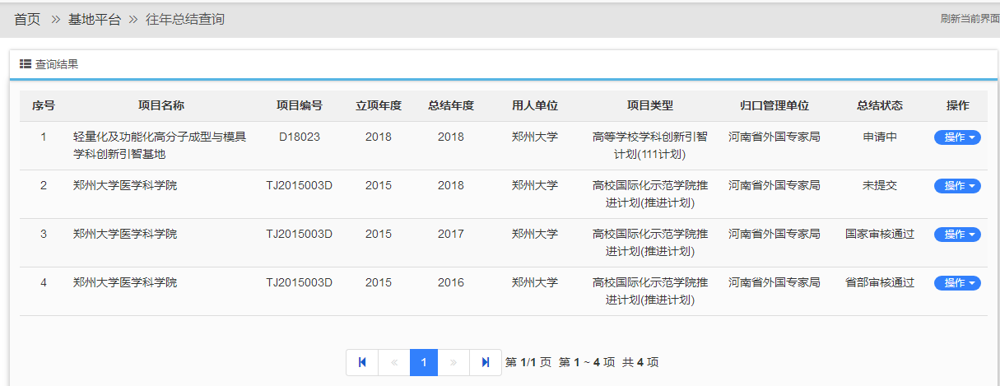 首页 » 基地平台 » 往年总结查询 刷新当前界面
查询结果
序号 项目名称 项目编号 立项年度 总结年度 用人单位 项目类型 归口管理单位 总结状态 操作
1 轻量化及功能化高分子成型与模具 D18023 2018 2018 郑州大学 高等学校学科创新引智 河南省外国专家局 申请中 操作
学科创新引智基地 计划(111计划)
2 郑州大学医学科学院 TJ2015003D 2015 2018 郑州大学 高校国际化示范学院推 河南省外国专家局 未提交 操作
进计划(推进计划)
3 郑州大学医学科学院 TJ2015003D 2015 2017 郑州大学 高校国际化示范学院推 河南省外国专家局 国家审核通过 操作
进计划(推进计划)
4 郑州大学医学科学院 TJ2015003D 2015 2016 郑州大学 高校国际化示范学院推 河南省外国专家局 省部审核通过 操作
进计划(推进计划)
« 1 » 第 1/1 页 第 1 ~ 4 项 共 4 项